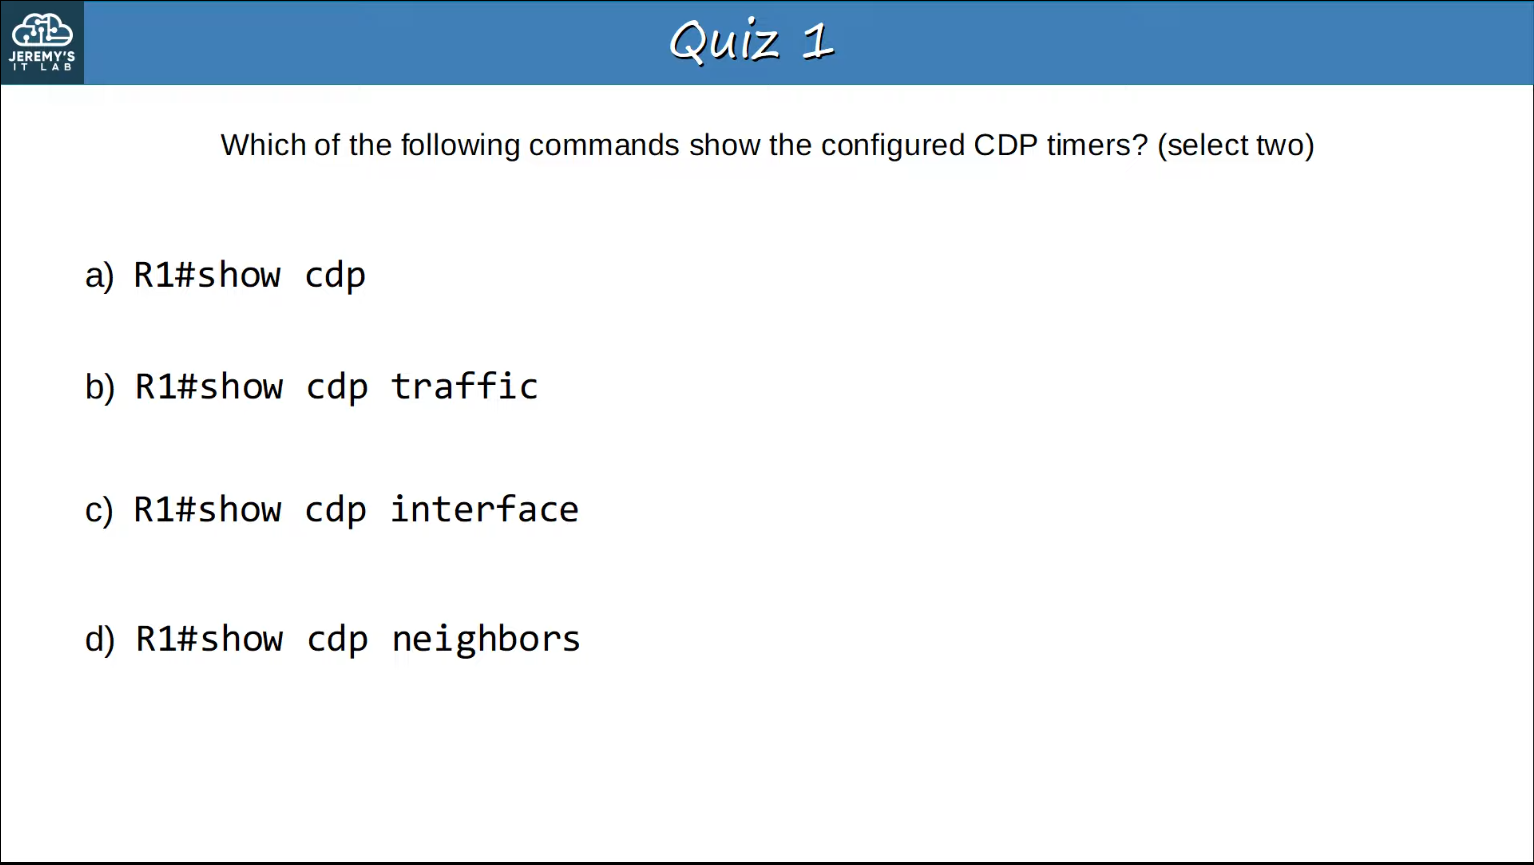 JEREMY'S
IT LAB
Quiz 1
Which of the following commands show the configured CDP timers? (select two)
a) R1#show cdp
b) R1#show cdp traffic
c) R1#show cdp interface
d) R1#show cdp neighbors